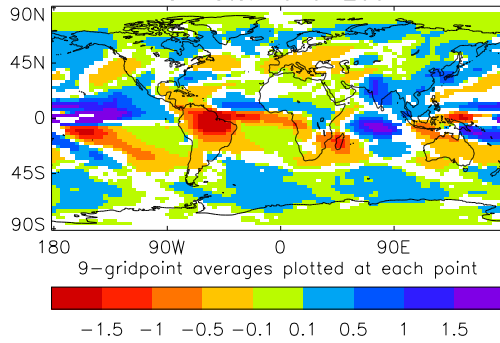 90N
45N
0
45S
90S
180 90W 0 90E
9-gridpoint averages plotted at each point
-1.5 -1 -0.5 -0.1 0.1 0.5 1 1.5